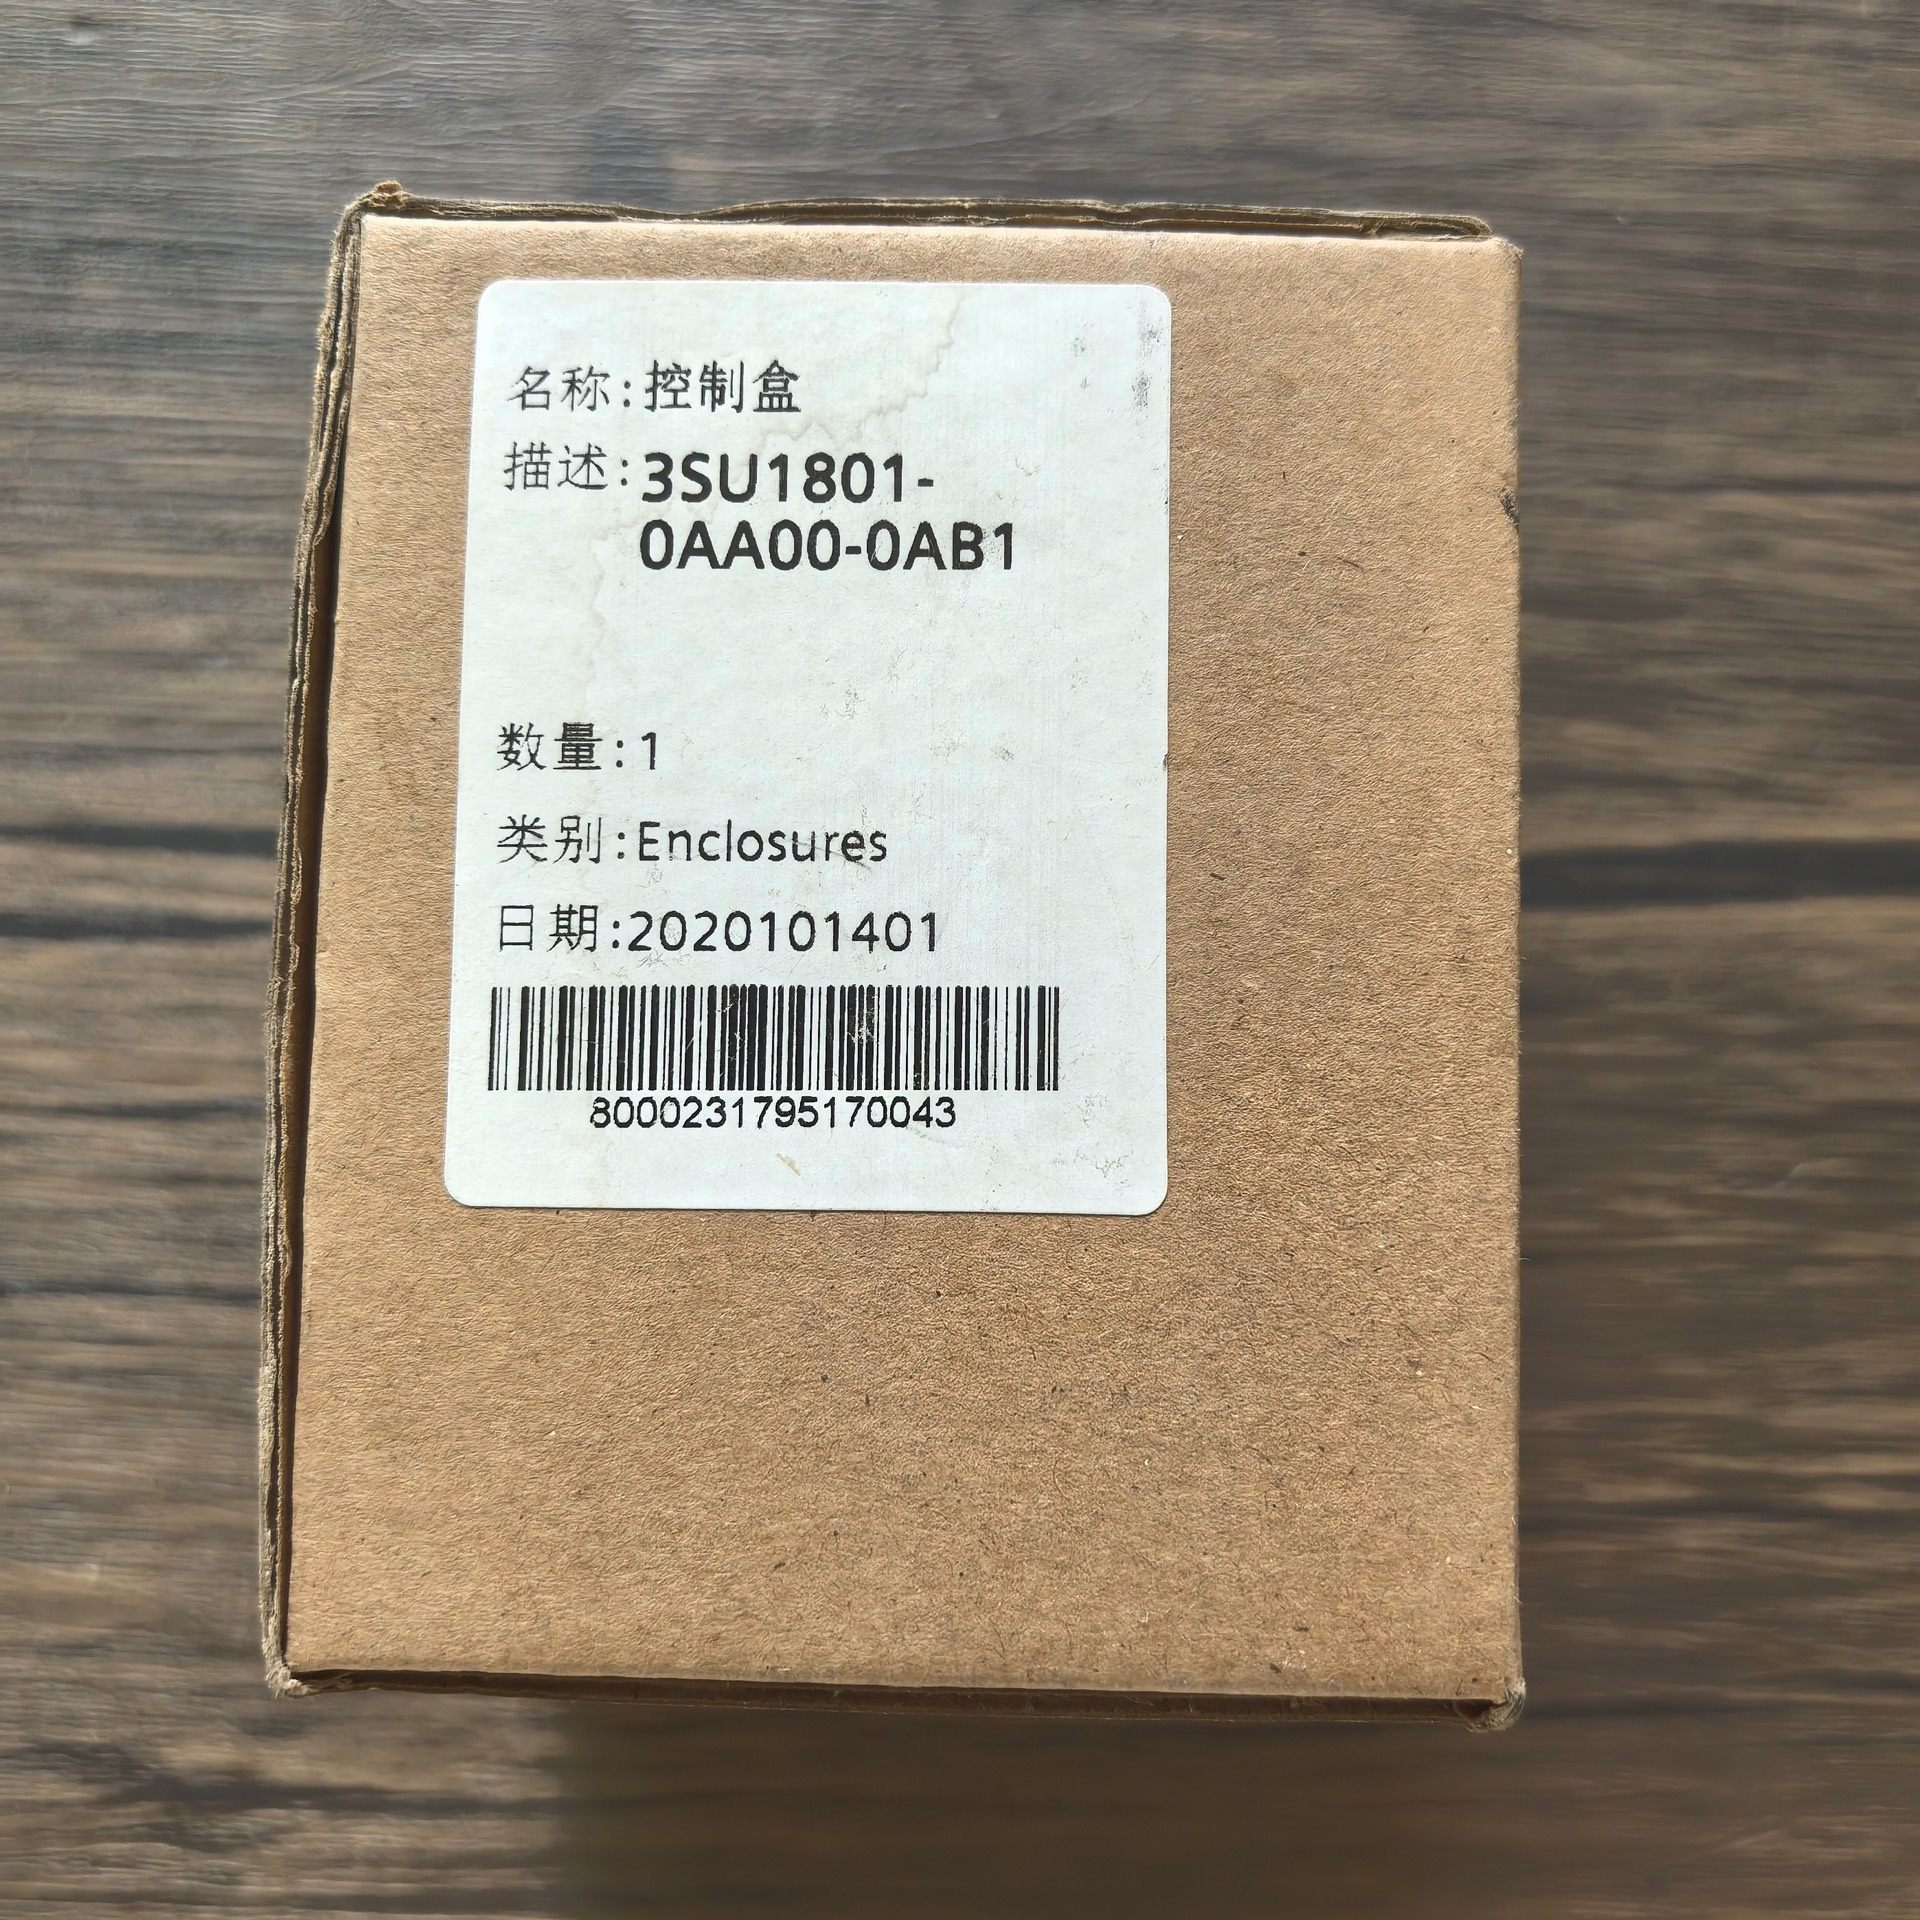 名称:控制盒
描述:3SU1801-
0AA00-0AB1
数量:1
类别:Enclosures
日期:2020101401
8000231795170043